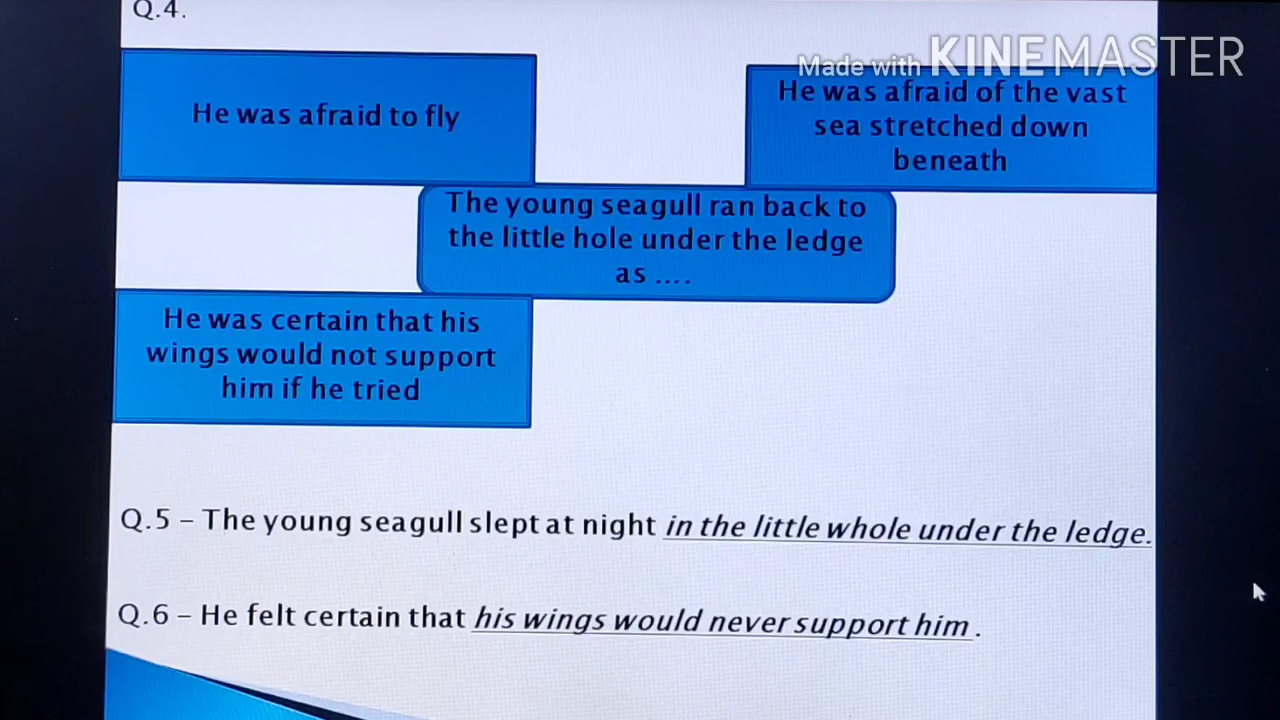 Q.4.
Made with KINEMASTER
He was afraid to fly
He was afraid of the vast
sea stretched down
beneath
The young seagull ran back to
the little hole under the ledge
as ....
He was certain that his
wings would not support
him if he tried
Q.5 – The young seagull slept at night in the little whole under the ledge.
Q.6 – He felt certain that his wings would never support him .